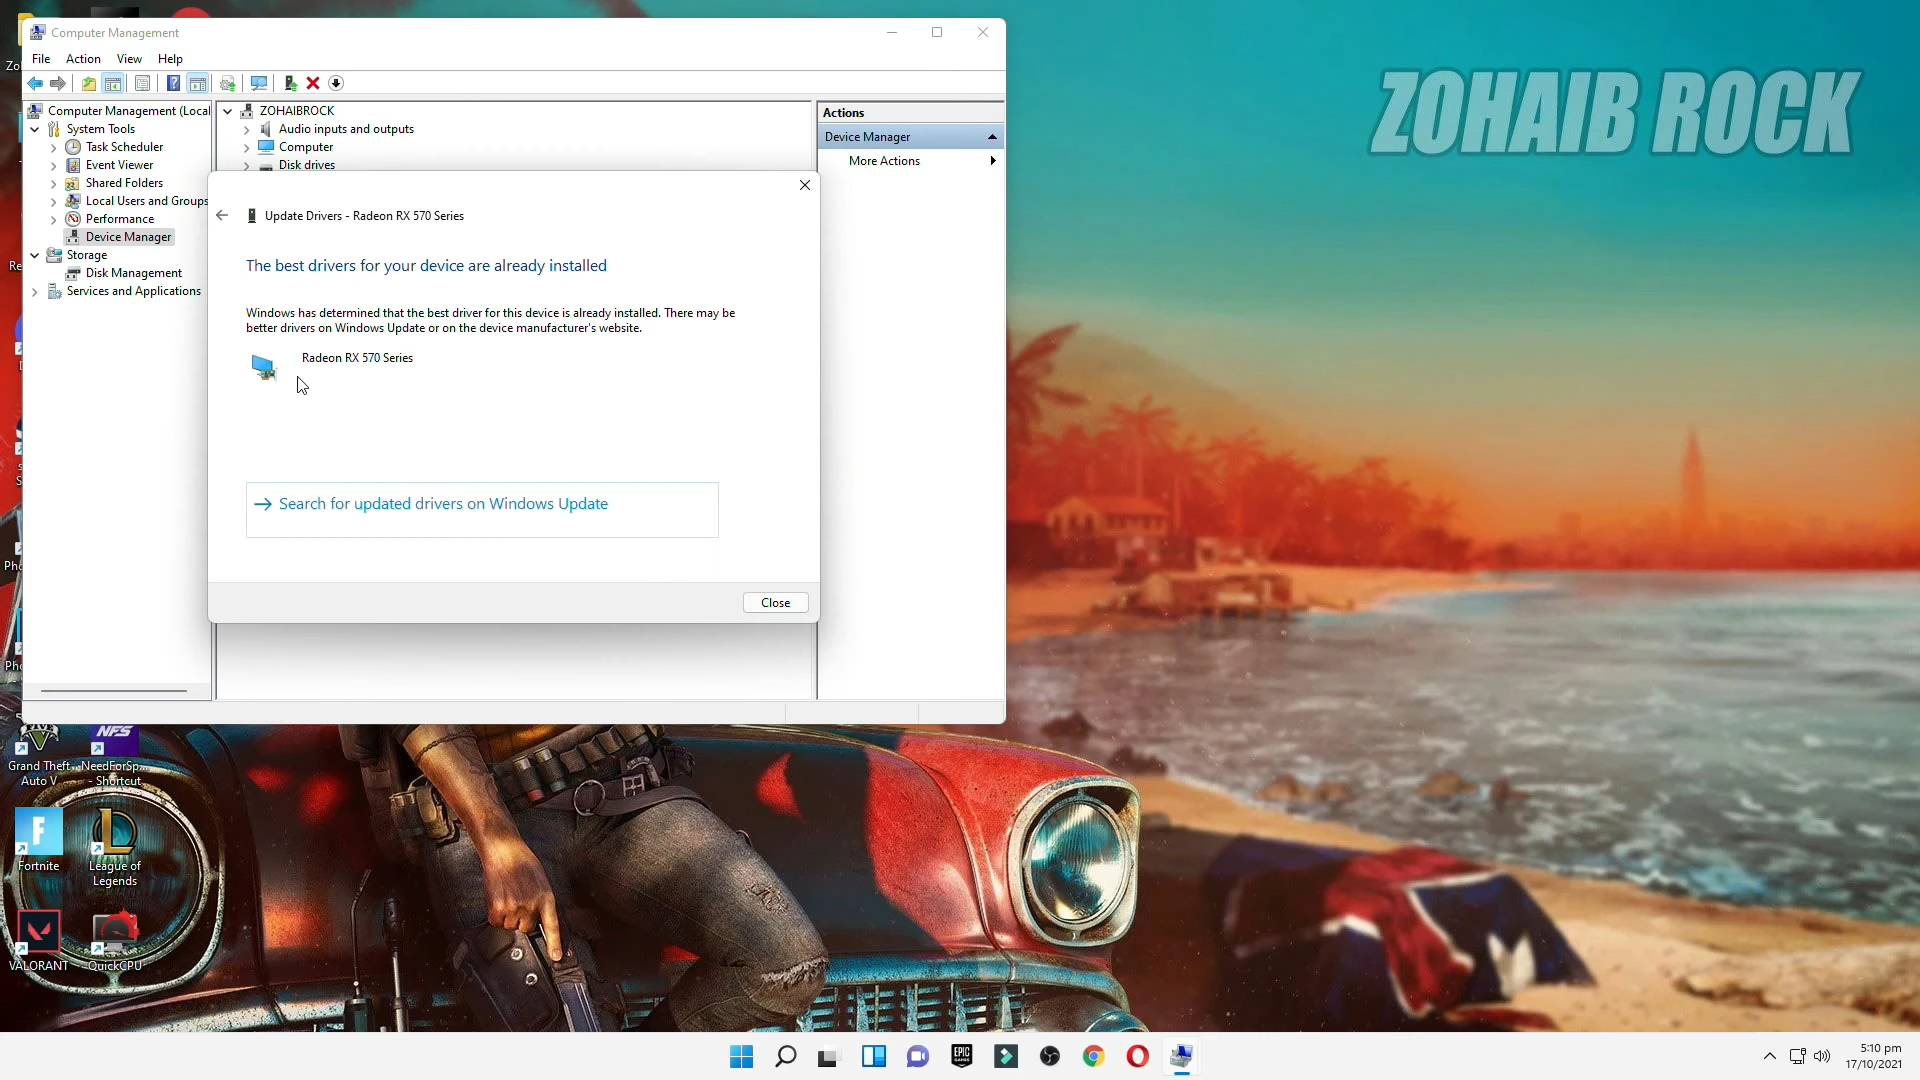 Computer Management
File Action View Help
Computer Management (Local
System Tools
Task Scheduler
Event Viewer
Shared Folders
Local Users and Groups
Performance
Device Manager
Storage
Disk Management
Services and Applications
ZOHAIBROCK
Audio inputs and outputs
Computer
Disk drives
Actions
Device Manager
More Actions
Update Drivers - Radeon RX 570 Series
The best drivers for your device are already installed
Windows has determined that the best driver for this device is already installed. There may be
better drivers on Windows Update or on the device manufacturer's website.
Radeon RX 570 Series
Search for updated drivers on Windows Update
Close
ZOHAIB ROCK
Grand Theft
Auto V
NFS
NeedForSp...
- Shortcut
Fortnite
League of
Legends
VALORANT
QuickCPU
EPIC
GAMES
5:10 pm
17/10/2021